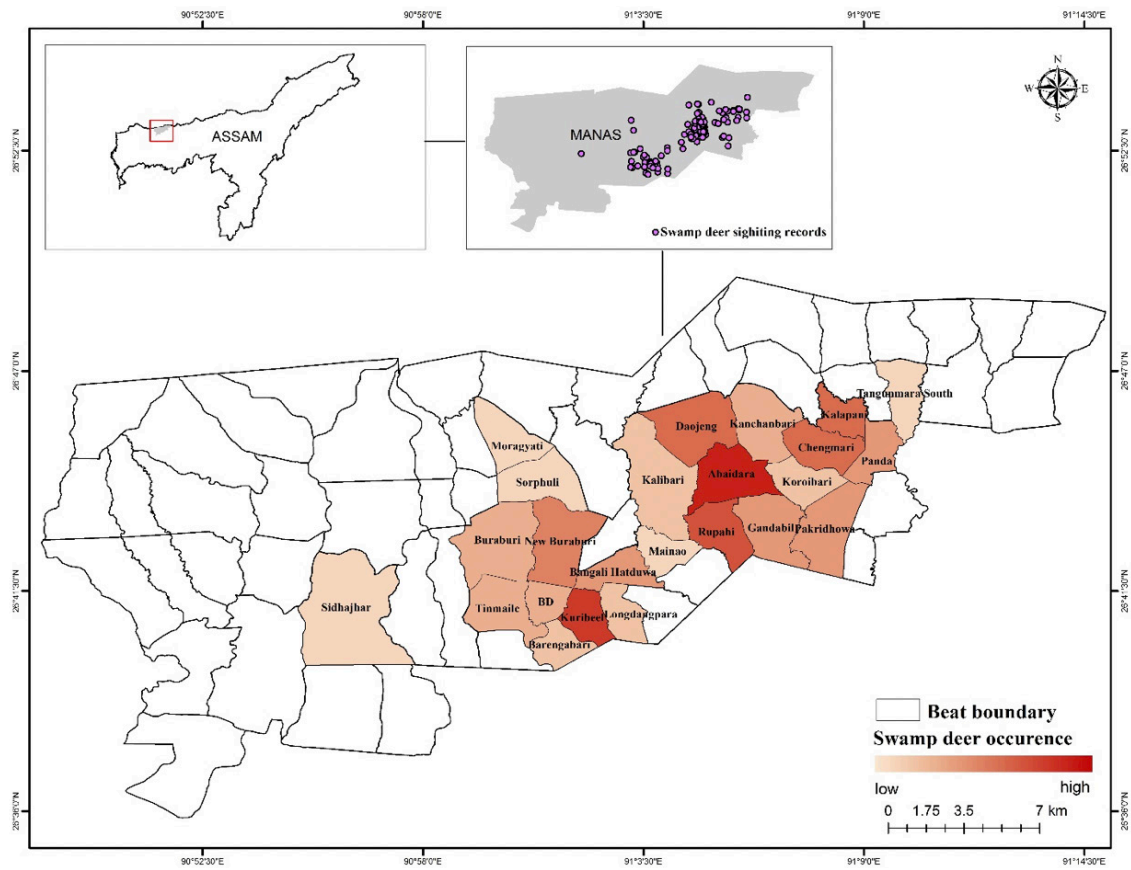 90°52'30"E
90°58'0"E
91°3'30"E
91°9'0"E
91°14'30"E
ASSAM
MANAS
Swamp deer sighiting records
N
W
E
S
26°52'30"N
26°52'30"N
26°47'0"N
26°47'0"N
Tangunmara South
Kalapani
Daojeng
Kanchanbari
Moragyati
Chengmari
Panda
Kalibari
Abaidara
Koroibari
Sorphuli
Buraburi
New Buraburi
Rupahi
Gandabil
Pakridhowa
Mainao
Bangali Hatduwa
26°41'30"N
26°41'30"N
Sidhajhar
Tinmaile
BD
Kuribeel
Longdangpara
Barengabari
Beat boundary
Swamp deer occurence
low
high
0 1.75 3.5 7 km
26°36'0"N
26°36'0"N
90°52'30"E
90°58'0"E
91°3'30"E
91°9'0"E
91°14'30"E